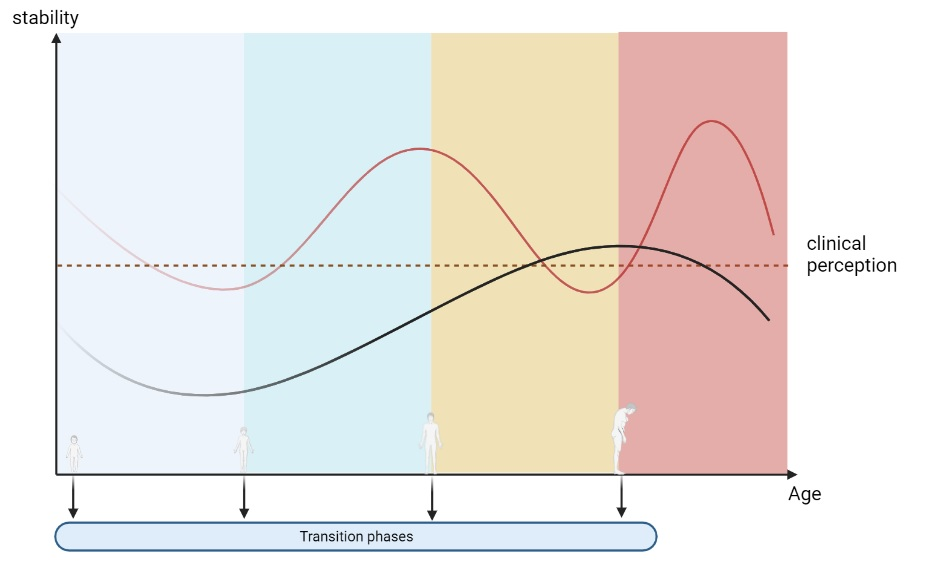 stability
clinical
perception
Age
Transition phases